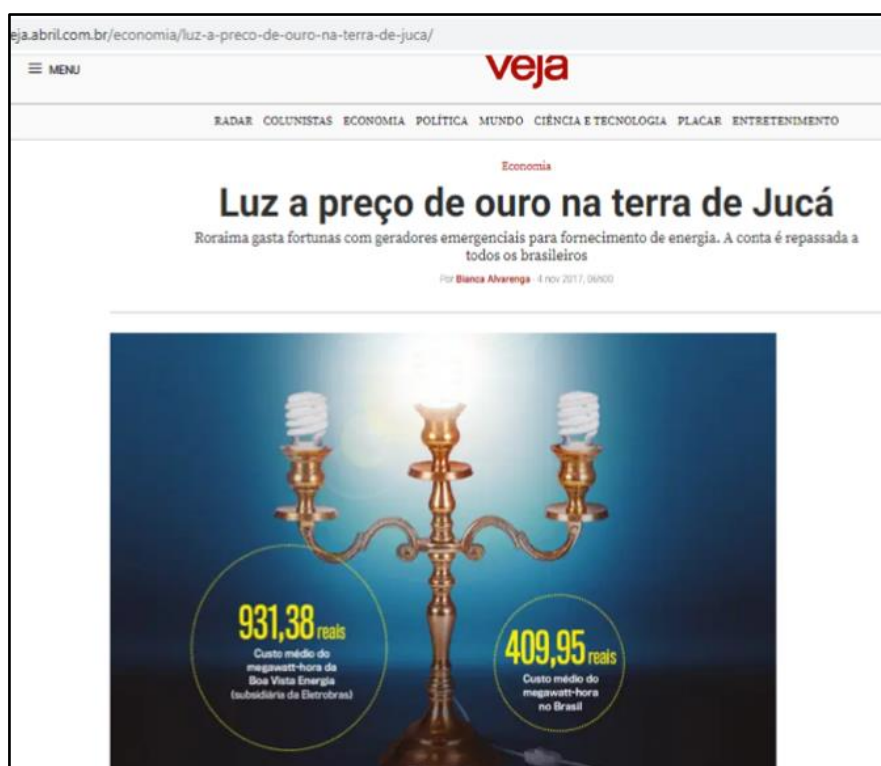 eja.abril.com.br/economia/luz-a-preco-de-ouro-na-terra-de-juca/
MENU
veja
RADAR COLUNISTAS ECONOMIA POLÍTICA MUNDO CIÊNCIA E TECNOLOGIA PLACAR ENTRETENIMENTO
Economia
Luz a preço de ouro na terra de Jucá
Roraima gasta fortunas com geradores emergenciais para fornecimento de energia. A conta é repassada a
todos os brasileiros
Por Bianca Alvarenga - 4 nov 2017, 06h00
931,38 reais
Custo médio do
megawatt-hora da
Boa Vista Energia
(subsidiária da Eletrobras)
409,95 reais
Custo médio do
megawatt-hora
no Brasil